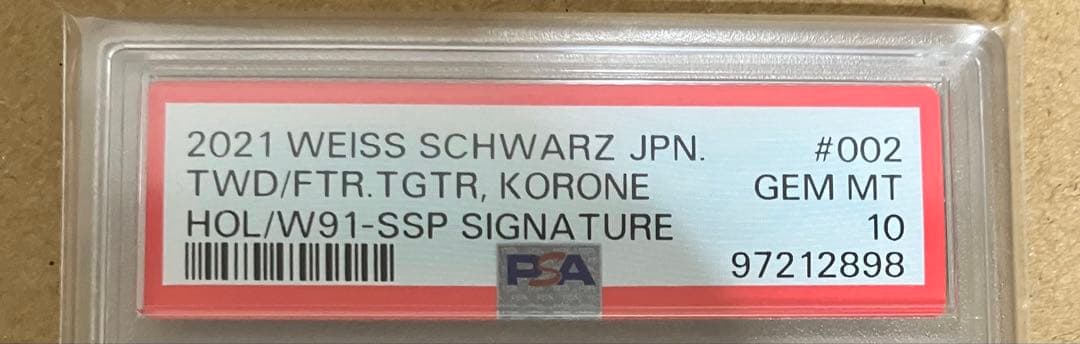 2021 WEISS SCHWARZ JPN. #002
TWD/FTR.TGTR, KORONE GEM MT
HOL/W91-SSP SIGNATURE 10
PSA 97212898